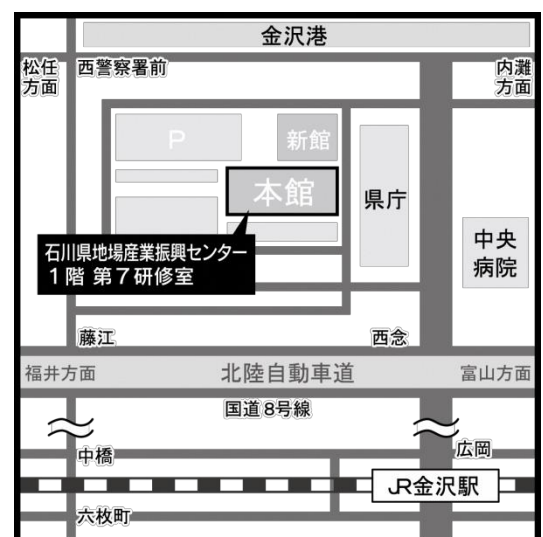 金沢港
松任
方面
西警察署前
内灘
方面
P
新館
本館
県庁
中央
病院
石川県地場産業振興センター
1階 第7研修室
藤江
西念
福井方面
北陸自動車道
富山方面
国道8号線
中橋
広岡
JR金沢駅
六枚町